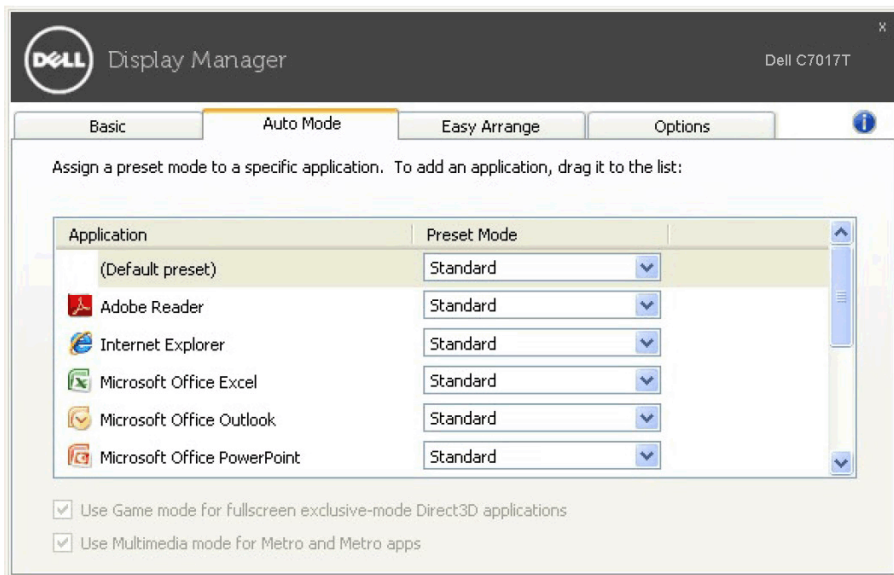 DELL Display Manager
x
Dell C7017T
Basic Auto Mode Easy Arrange Options
Assign a preset mode to a specific application. To add an application, drag it to the list:
Application Preset Mode
(Default preset) Standard
Adobe Reader Standard
Internet Explorer Standard
Microsoft Office Excel Standard
Microsoft Office Outlook Standard
Microsoft Office PowerPoint Standard
Use Game mode for fullscreen exclusive-mode Direct3D applications
Use Multimedia mode for Metro and Metro apps